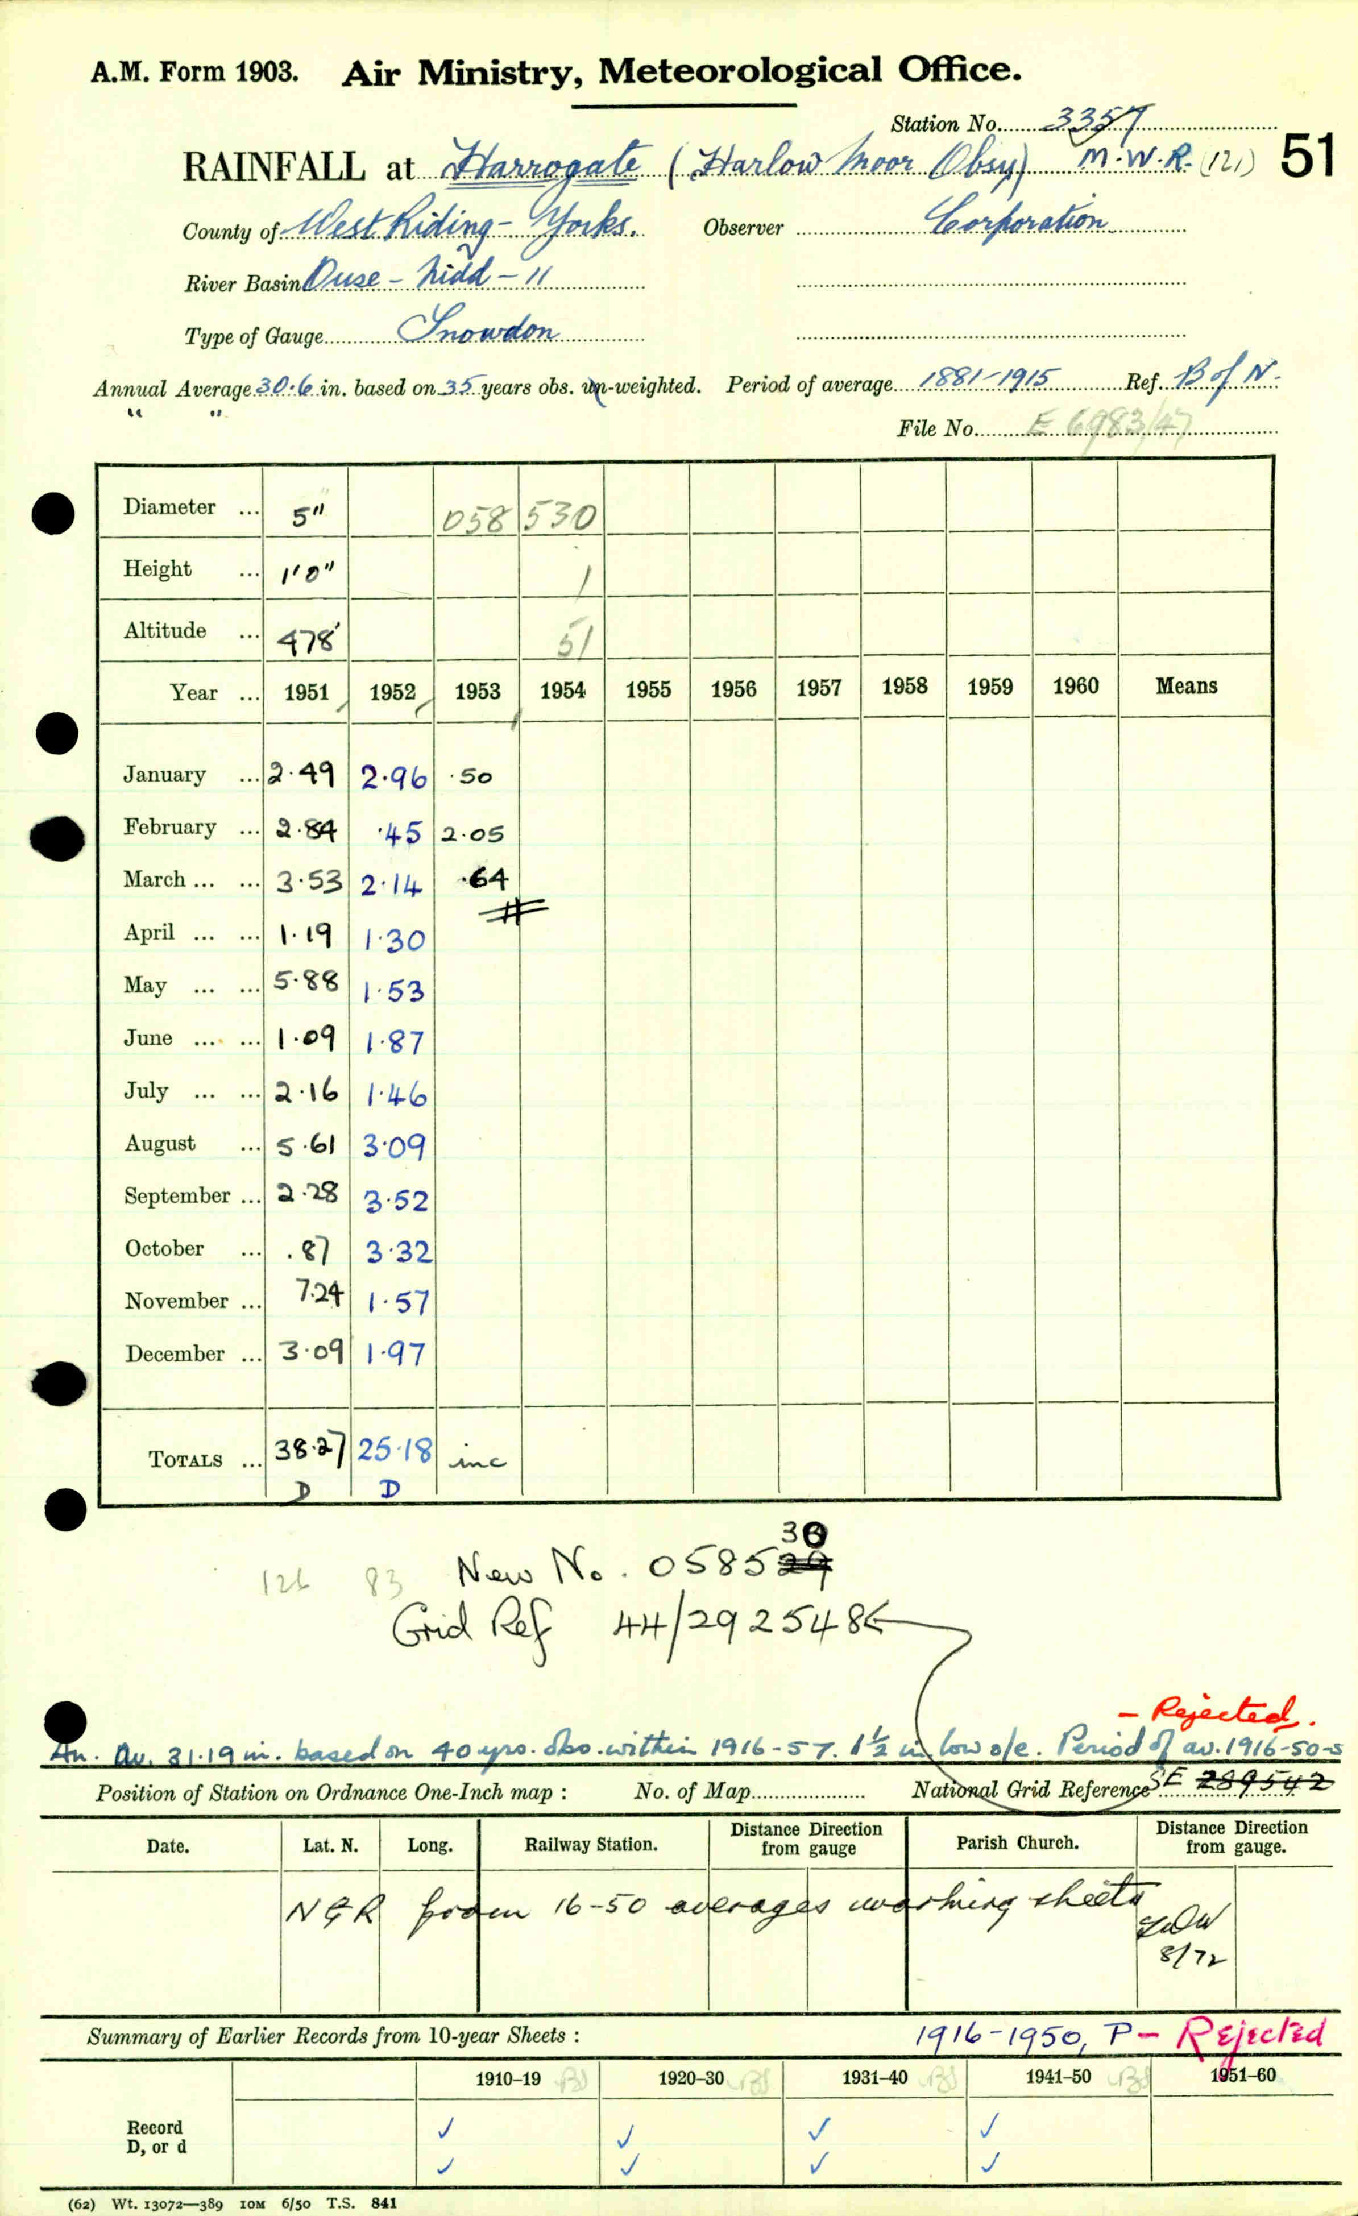 A.M. Form 1903. Air Ministry, Meteorological Office.
Station No. 3357
RAINFALL at Harrogate (Harlow Moor Obsy) M.W.R. (121) 51
County of West Riding - Yorks. Observer Corporation
River Basin Ouse - Nidd - 11
Type of Gauge Snowdon
Annual Average 30.6 in. based on 35 years obs. un-weighted. Period of average 1881-1915 Ref. B of N.
" "
File No. E 6983/47
Diameter ... 5" 058 530
Height ... 1'0" 1
Altitude ... 478' 51
Year ... 1951 1952 1953 1954 1955 1956 1957 1958 1959 1960 Means
January ... 2.49 2.96 .50
February ... 2.84 .45 2.05
March ... ... 3.53 2.14 .64
April ... ... 1.19 1.30
May ... ... 5.88 1.53
June ... ... 1.09 1.87
July ... ... 2.16 1.46
August ... 5.61 3.09
September ... 2.28 3.52
October ... .87 3.32
November ... 7.24 1.57
December ... 3.09 1.97
TOTALS ... 38.27 25.18 inc
D D
30
126 83 New No. 058529
Grid Ref 44/292548
- Rejected.
An. Av. 31.19 in. based on 40 yrs. obs. within 1916-57. 1½ in low o/e. Period of av. 1916-50-s
Position of Station on Ordnance One-Inch map : No. of Map National Grid Reference SE 289542
Date. Lat. N. Long. Railway Station. Distance Direction from gauge Parish Church. Distance Direction from gauge.
NGR from 16-50 averages working sheets
8/72
Summary of Earlier Records from 10-year Sheets : 1916-1950, P - Rejected
1910-19 1920-30 1931-40 1941-50 1951-60
Record ✓ ✓ ✓ ✓
D, or d ✓ ✓ ✓ ✓
(62) Wt. 13072—389 10M 6/50 T.S. 841